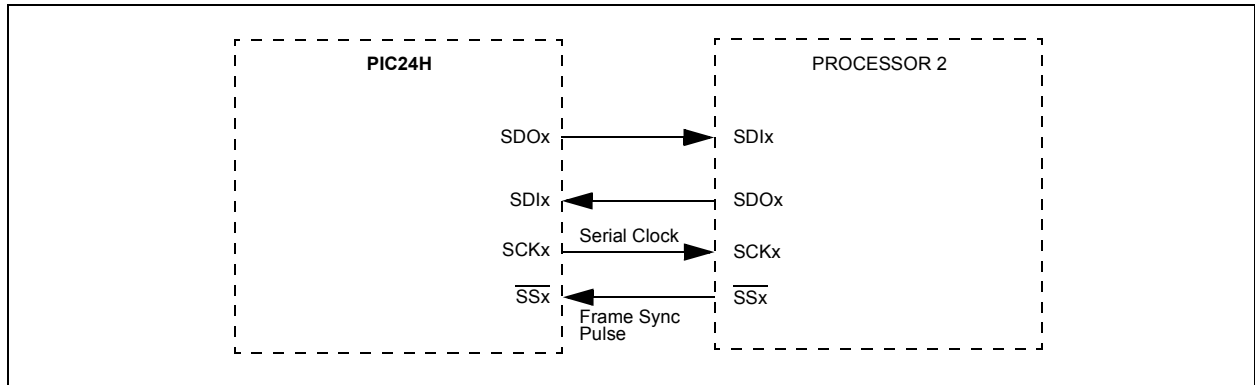 PIC24H
PROCESSOR 2
SDOx
SDIx
SDIx
SDOx
SCKx
Serial Clock
SCKx
SSx
SSx
Frame Sync
Pulse